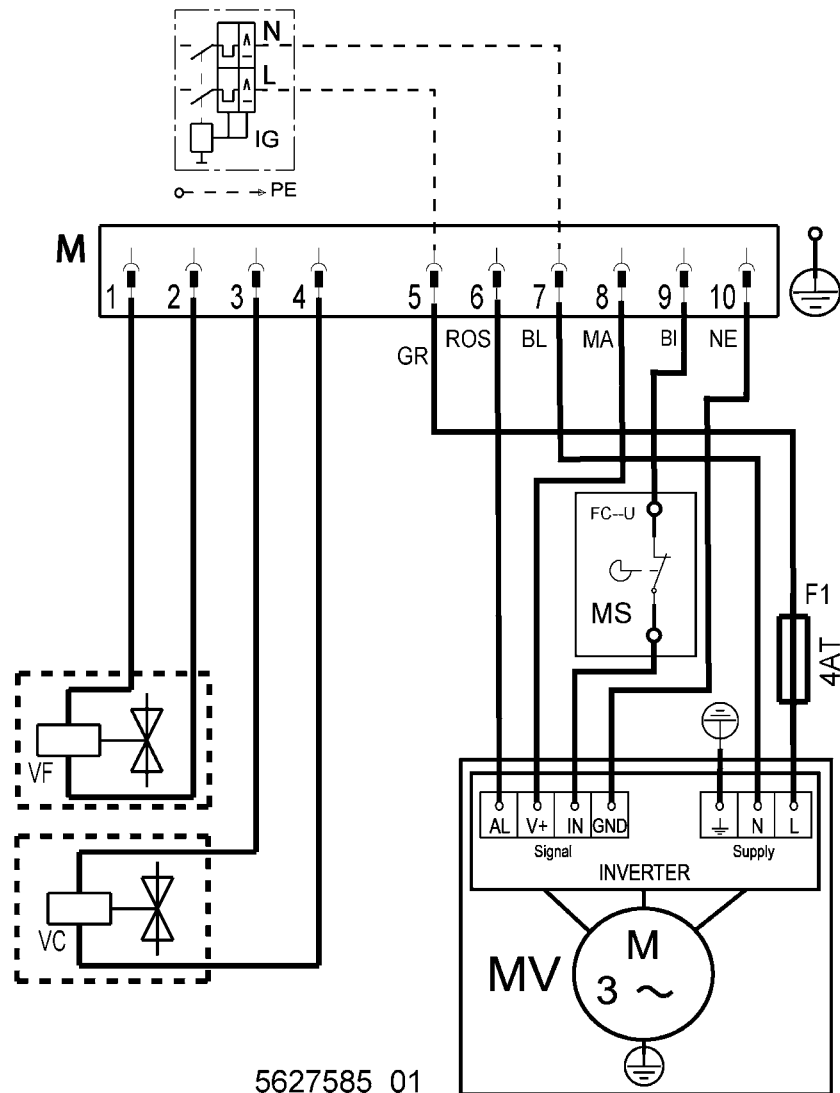 N
L
IG
PE
M
1 2 3 4 5 6 7 8 9 10
GR ROS BL MA BI NE
FC--U
MS
F1
4AT
VF
AL V+ IN GND N L
Signal Supply
INVERTER
VC
M
3 ~
MV
5627585 01